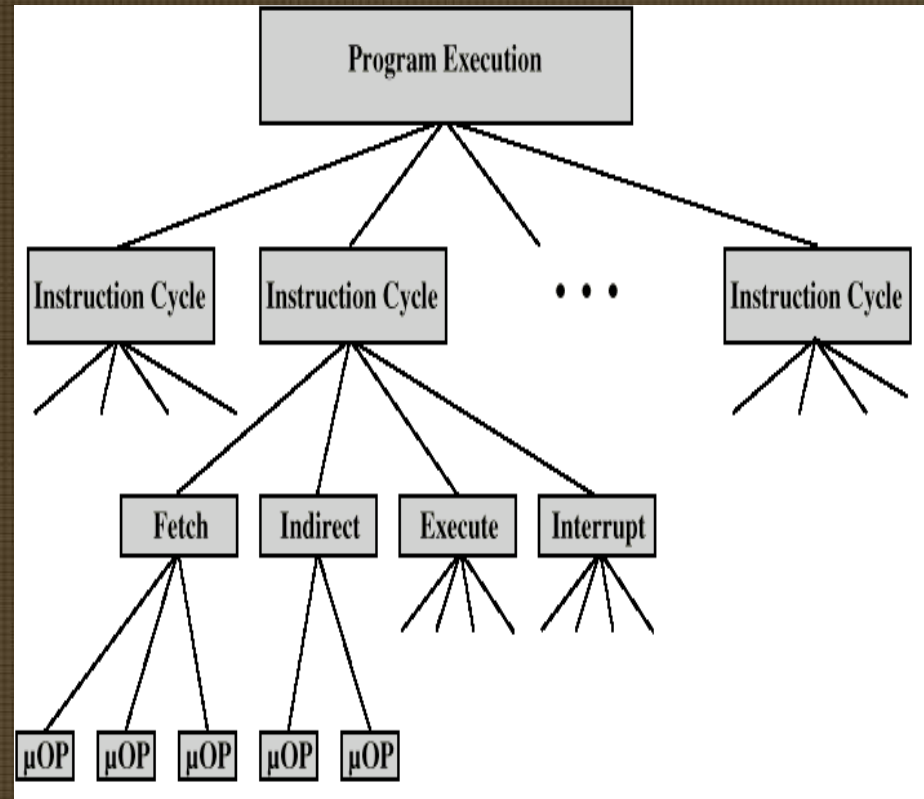 Program Execution
Instruction Cycle Instruction Cycle • • • Instruction Cycle
Fetch Indirect Execute Interrupt
µOP µOP µOP µOP µOP